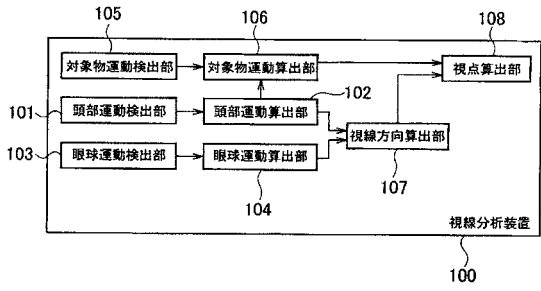 105
106
108
対象物運動検出部
対象物運動算出部
視点算出部
101
頭部運動検出部
頭部運動算出部
102
103
眼球運動検出部
眼球運動算出部
視線方向算出部
104
107
視線分析装置
100